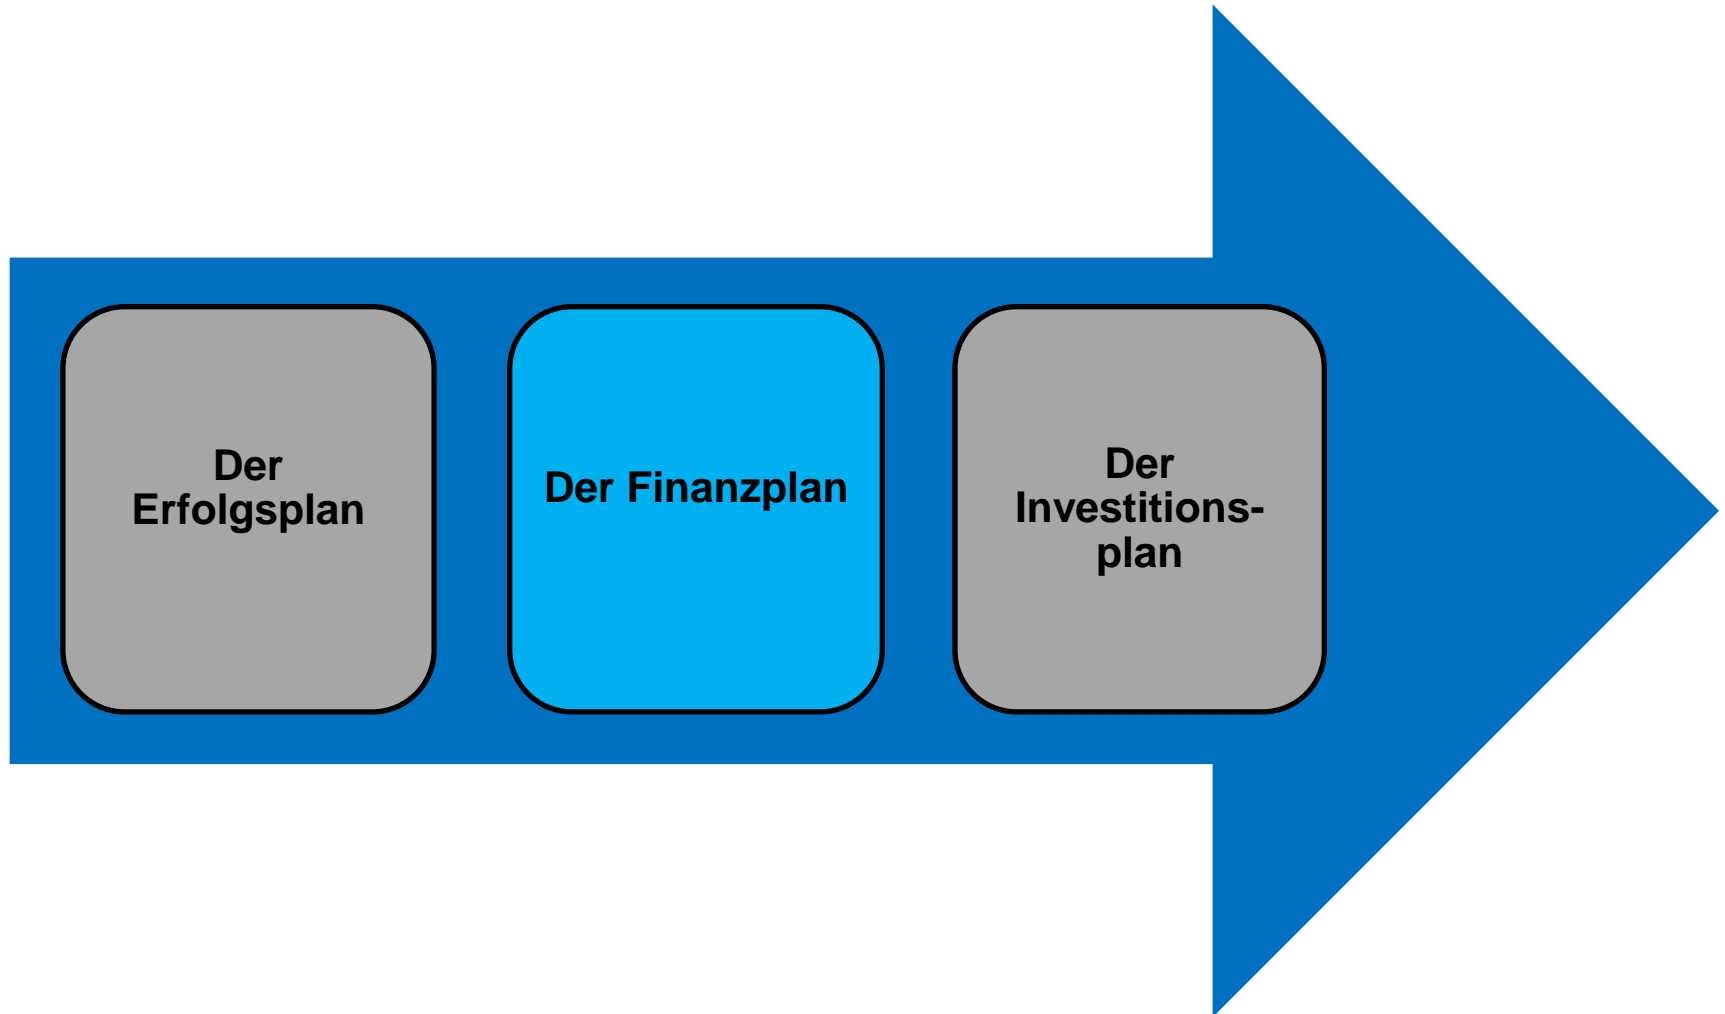 Der
Erfolgsplan
Der Finanzplan
Der
Investitions-
plan